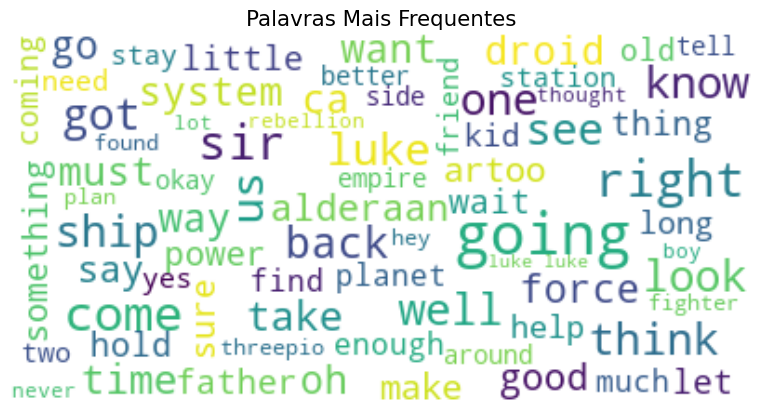 Palavras Mais Frequentes
coming
go
stay
little
want
droid
old
tell
need
system
better
side
friend
station
know
got
lot
ca
rebellion
one
thought
found
sir
luke
kid
see
thing
must
okay
us
empire
artoo
right
something
plan
way
alderaan
wait
long
ship
power
back
hey
going
luke luke
boy
say
yes
sure
find
planet
force
look
fighter
come
take
well
help
think
two
hold
threepio
enough
around
never
time
father
oh
make
good
much
let